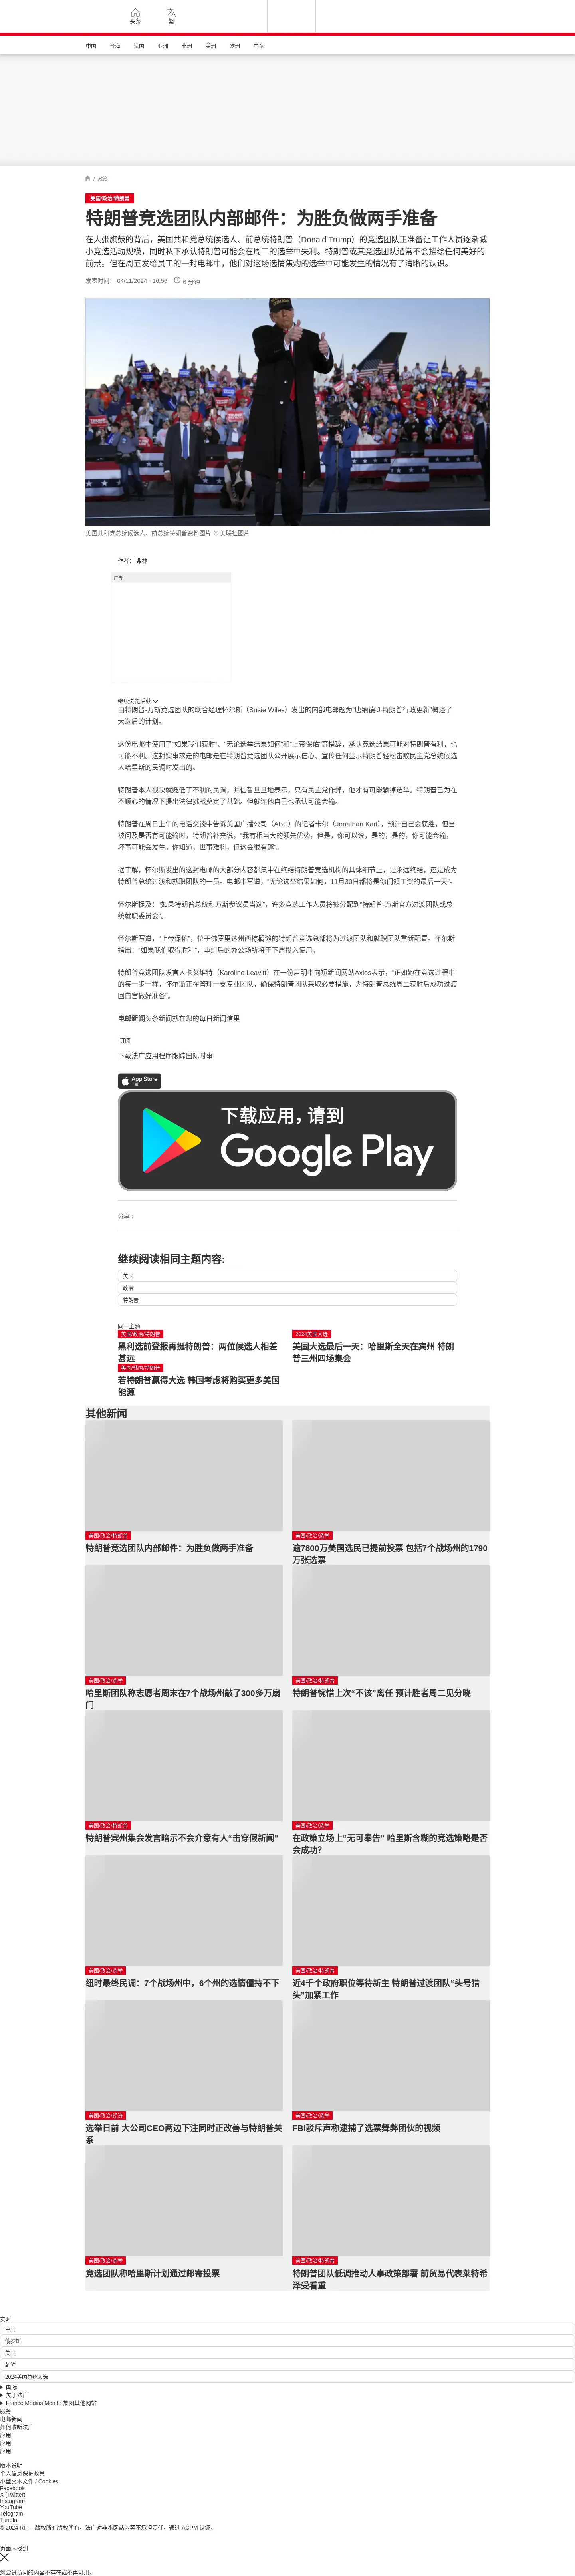 头条
繁
中国 台海 法国 亚洲 非洲 美洲 欧洲 中东
/ 政治
美国/政治/特朗普
特朗普竞选团队内部邮件：为胜负做两手准备
在大张旗鼓的背后，美国共和党总统候选人、前总统特朗普（Donald Trump）的竞选团队正准备让工作人员逐渐减
小竞选活动规模，同时私下承认特朗普可能会在周二的选举中失利。特朗普或其竞选团队通常不会描绘任何美好的
前景。但在周五发给员工的一封电邮中，他们对这场选情焦灼的选举中可能发生的情况有了清晰的认识。
发表时间： 04/11/2024 - 16:56 6 分钟
美国共和党总统候选人、前总统特朗普资料图片 © 美联社图片
作者： 弗林
广告
继续浏览后续
由特朗普-万斯竞选团队的联合经理怀尔斯（Susie Wiles）发出的内部电邮题为“唐纳德·J·特朗普行政更新”概述了
大选后的计划。
这份电邮中使用了“如果我们获胜”、“无论选举结果如何”和“上帝保佑”等措辞，承认竞选结果可能对特朗普有利，也
可能不利。这封实事求是的电邮是在特朗普竞选团队公开展示信心、宣传任何显示特朗普轻松击败民主党总统候选
人哈里斯的民调时发出的。
特朗普本人很快就贬低了不利的民调，并信誓旦旦地表示，只有民主党作弊，他才有可能输掉选举。特朗普已为在
不顺心的情况下提出法律挑战奠定了基础。但就连他自己也承认可能会输。
特朗普在周日上午的电话交谈中告诉美国广播公司（ABC）的记者卡尔（Jonathan Karl），预计自己会获胜，但当
被问及是否有可能输时，特朗普补充说，“我有相当大的领先优势，但是，你可以说，是的，是的，你可能会输，
坏事可能会发生。你知道，世事难料，但这会很有趣”。
据了解，怀尔斯发出的这封电邮的大部分内容都集中在终结特朗普竞选机构的具体细节上，是永远终结，还是成为
特朗普总统过渡和就职团队的一员。电邮中写道，“无论选举结果如何，11月30日都将是你们领工资的最后一天”。
怀尔斯提及：“如果特朗普总统和万斯参议员当选”，许多竞选工作人员将被分配到“特朗普-万斯官方过渡团队或总
统就职委员会”。
怀尔斯写道，“上帝保佑”，位于佛罗里达州西棕榈滩的特朗普竞选总部将为过渡团队和就职团队重新配置。怀尔斯
指出：“如果我们取得胜利”，重组后的办公场所将于下周投入使用。
特朗普竞选团队发言人卡莱维特（Karoline Leavitt）在一份声明中向短新闻网站Axios表示，“正如她在竞选过程中
的每一步一样，怀尔斯正在管理一支专业团队，确保特朗普团队采取必要措施，为特朗普总统周二获胜后成功过渡
回白宫做好准备”。
电邮新闻头条新闻就在您的每日新闻信里
订阅
下载法广应用程序跟踪国际时事
App Store
下载
下载应用，请到
Google Play
分享 :
继续阅读相同主题内容:
美国
政治
特朗普
同一主题
美国/政治/特朗普
黑利选前登报再挺特朗普：两位候选人相差
甚远
2024美国大选
美国大选最后一天：哈里斯全天在宾州 特朗
普三州四场集会
美国/韩国/特朗普
若特朗普赢得大选 韩国考虑将购买更多美国
能源
其他新闻
美国/政治/特朗普
特朗普竞选团队内部邮件：为胜负做两手准备
美国/政治/选举
逾7800万美国选民已提前投票 包括7个战场州的1790
万张选票
美国/政治/选举
哈里斯团队称志愿者周末在7个战场州敲了300多万扇
门
美国/政治/特朗普
特朗普惋惜上次“不该”离任 预计胜者周二见分晓
美国/政治/特朗普
特朗普宾州集会发言暗示不会介意有人“击穿假新闻”
美国/政治/选举
在政策立场上“无可奉告” 哈里斯含糊的竞选策略是否
会成功？
美国/政治/选举
纽时最终民调：7个战场州中，6个州的选情僵持不下
美国/政治/特朗普
近4千个政府职位等待新主 特朗普过渡团队“头号猎
头”加紧工作
美国/政治/经济
选举日前 大公司CEO两边下注同时正改善与特朗普关
系
美国/政治/选举
FBI驳斥声称逮捕了选票舞弊团伙的视频
美国/政治/选举
竞选团队称哈里斯计划通过邮寄投票
美国/政治/特朗普
特朗普团队低调推动人事政策部署 前贸易代表莱特希
泽受看重
实时
中国
俄罗斯
美国
朝鲜
2024美国总统大选
国际
关于法广
France Médias Monde 集团其他网站
服务
电邮新闻
如何收听法广
应用
应用
应用
版本说明
个人信息保护政策
小型文本文件 / Cookies
Facebook
X (Twitter)
Instagram
YouTube
Telegram
TuneIn
© 2024 RFI – 版权所有版权所有。法广对非本网站内容不承担责任。通过 ACPM 认证。
页面未找到
您尝试访问的内容不存在或不再可用。